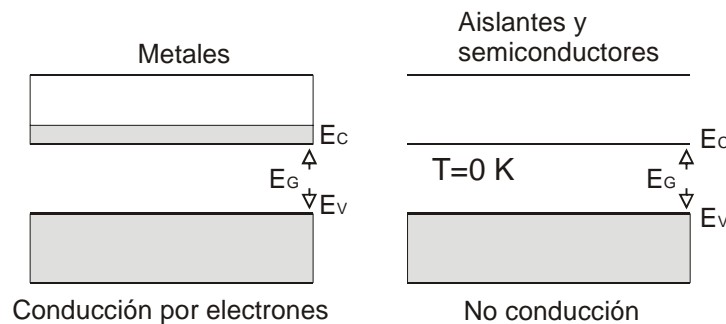 Metales
EC
EG
EV
Conducción por electrones
Aislantes y
semiconductores
EC
T=0 K
EG
EV
No conducción